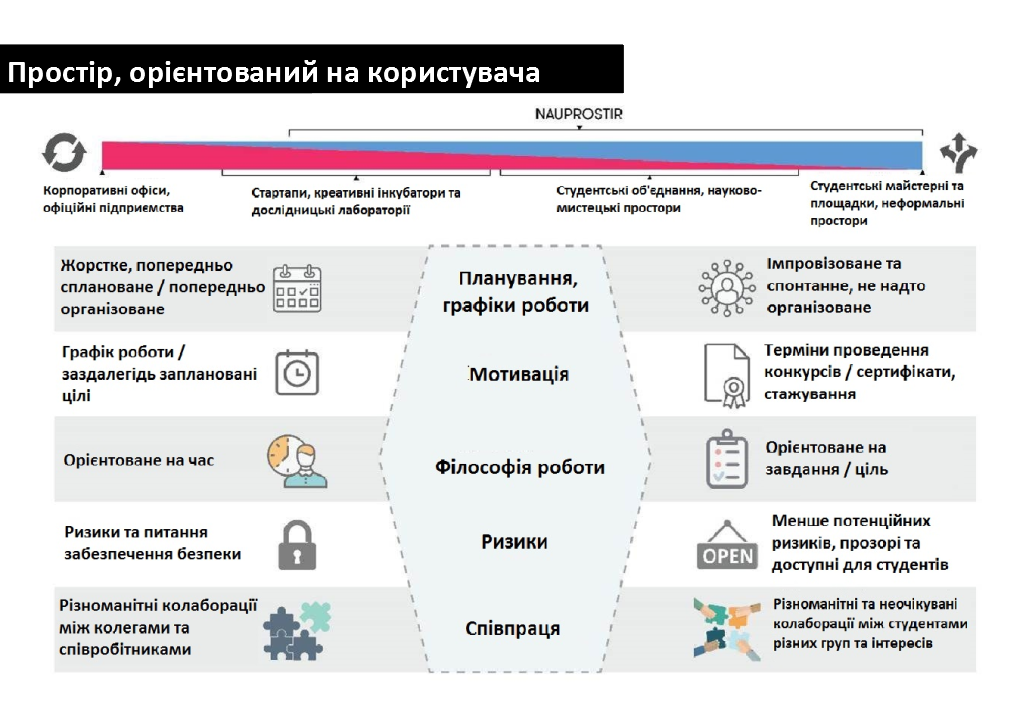 Простір, орієнтований на користувача
NAUPROSTIR
Корпоративні офіси,
офіційні підприємства
Стартапи, креативні інкубатори та
дослідницькі лабораторії
Студентські об'єднання, науково-
мистецькі простори
Студентські майстерні та
площадки, неформальні
простори
Жорстке, попередньо
сплановане / попередньо
організоване
Планування,
графіки роботи
Імпровізоване та
спонтанне, не надто
організоване
Графік роботи /
заздалегідь заплановані
цілі
Мотивація
Терміни проведення
конкурсів / сертифікати,
стажування
Орієнтоване на час
Філософія роботи
Орієнтоване на
завдання / ціль
Ризики та питання
забезпечення безпеки
Ризики
OPEN
Менше потенційних
ризиків, прозорі та
доступні для студентів
Різноманітні колаборації
між колегами та
співробітниками
Співпраця
Різноманітні та неочікувані
колаборації між студентами
різних груп та інтересів